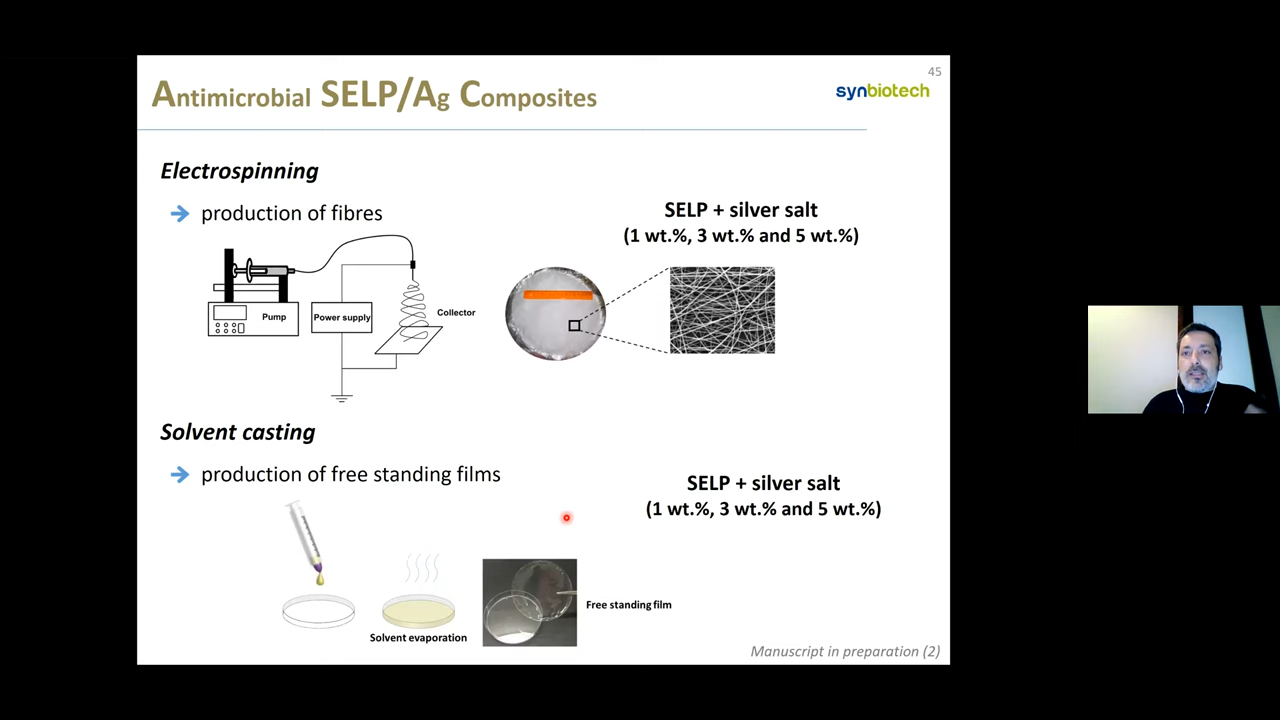 45
Antimicrobial SELP/Ag Composites
synbiotech
Electrospinning
production of fibres
SELP + silver salt
(1 wt.%, 3 wt.% and 5 wt.%)
Pump
Power supply
Collector
Solvent casting
production of free standing films
SELP + silver salt
(1 wt.%, 3 wt.% and 5 wt.%)
Free standing film
Solvent evaporation
Manuscript in preparation (2)